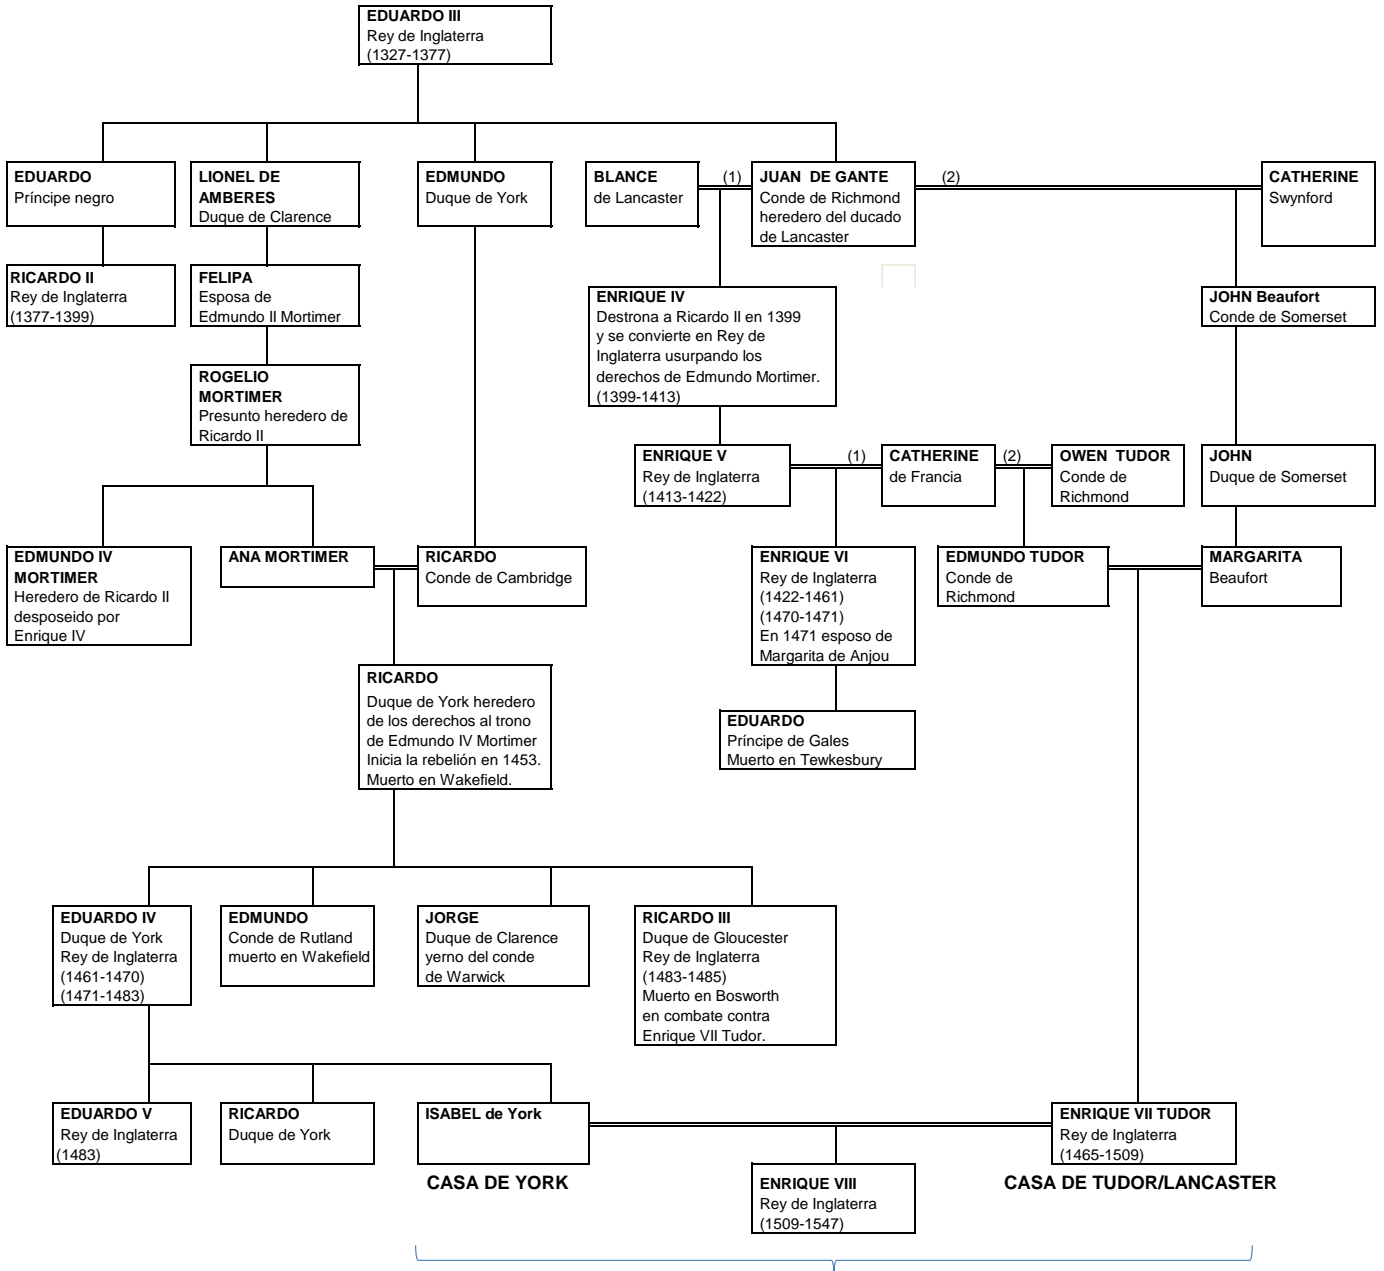 EDUARDO III
Rey de Inglaterra
(1327-1377)
EDUARDO
Príncipe negro
LIONEL DE
AMBERES
Duque de Clarence
EDMUNDO
Duque de York
BLANCE
de Lancaster
(1)
JUAN DE GANTE
Conde de Richmond
heredero del ducado
de Lancaster
(2)
CATHERINE
Swynford
RICARDO II
Rey de Inglaterra
(1377-1399)
FELIPA
Esposa de
Edmundo II Mortimer
ENRIQUE IV
Destrona a Ricardo II en 1399
y se convierte en Rey de
Inglaterra usurpando los
derechos de Edmundo Mortimer.
(1399-1413)
JOHN Beaufort
Conde de Somerset
ROGELIO
MORTIMER
Presunto heredero de
Ricardo II
ENRIQUE V
Rey de Inglaterra
(1413-1422)
(1)
CATHERINE
de Francia
(2)
OWEN TUDOR
Conde de
Richmond
JOHN
Duque de Somerset
EDMUNDO IV
MORTIMER
Heredero de Ricardo II
desposeido por
Enrique IV
ANA MORTIMER
RICARDO
Conde de Cambridge
ENRIQUE VI
Rey de Inglaterra
(1422-1461)
(1470-1471)
En 1471 esposo de
Margarita de Anjou
EDMUNDO TUDOR
Conde de
Richmond
MARGARITA
Beaufort
RICARDO
Duque de York heredero
de los derechos al trono
de Edmundo IV Mortimer
Inicia la rebelión en 1453.
Muerto en Wakefield.
EDUARDO
Príncipe de Gales
Muerto en Tewkesbury
EDUARDO IV
Duque de York
Rey de Inglaterra
(1461-1470)
(1471-1483)
EDMUNDO
Conde de Rutland
muerto en Wakefield
JORGE
Duque de Clarence
yerno del conde
de Warwick
RICARDO III
Duque de Gloucester
Rey de Inglaterra
(1483-1485)
Muerto en Bosworth
en combate contra
Enrique VII Tudor.
EDUARDO V
Rey de Inglaterra
(1483)
RICARDO
Duque de York
ISABEL de York
ENRIQUE VII TUDOR
Rey de Inglaterra
(1465-1509)
CASA DE YORK
ENRIQUE VIII
Rey de Inglaterra
(1509-1547)
CASA DE TUDOR/LANCASTER